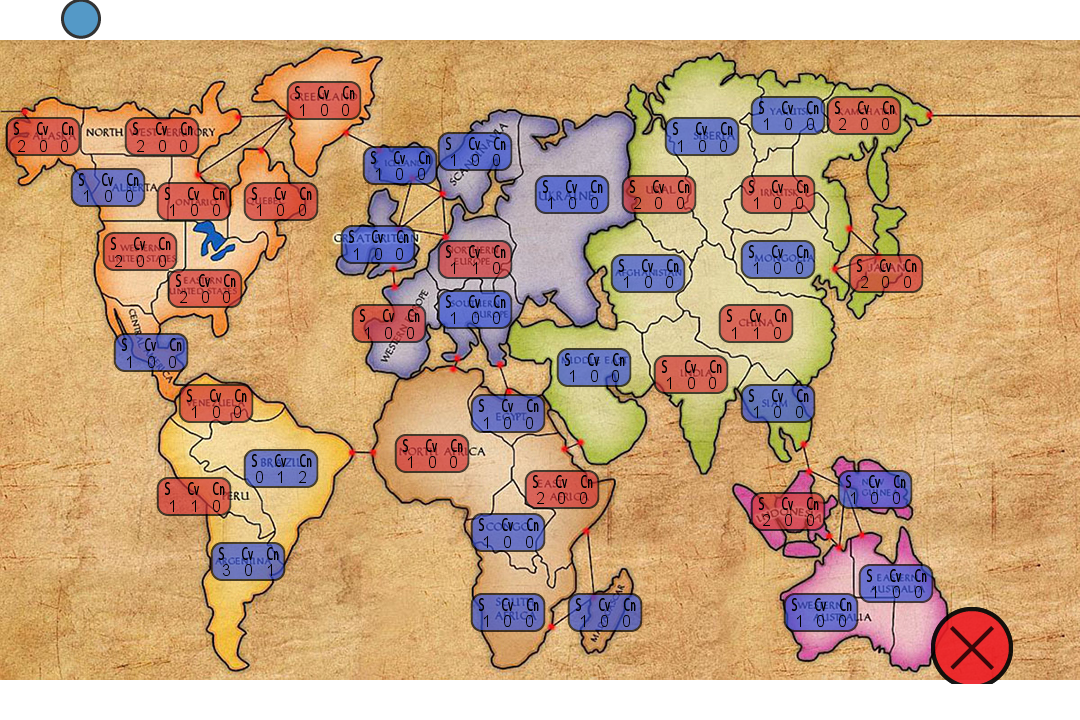 GREENLAND
S Cv Cn
1 0 0
ALASKA
S Cv Cn
2 0 0
NORTH WEST TERRITORY
S Cv Cn
2 0 0
ALBERTA
S Cv Cn
1 0 0
ONTARIO
S Cv Cn
1 0 0
QUEBEC
S Cv Cn
1 0 0
WESTERN
UNITED STATES
S Cv Cn
2 0 0
EASTERN
UNITED STATES
S Cv Cn
2 0 0
CENTRAL AMERICA
S Cv Cn
1 0 0
VENEZUELA
S Cv Cn
1 0 0
BRAZIL
S Cv Cn
0 1 2
PERU
S Cv Cn
1 1 0
ARGENTINA
S Cv Cn
3 0 1
ICELAND
S Cv Cn
1 0 0
SCANDINAVIA
S Cv Cn
1 0 0
UKRAINE
S Cv Cn
1 0 0
GREAT BRITAIN
S Cv Cn
1 0 0
NORTHERN
EUROPE
S Cv Cn
1 1 0
WESTERN EUROPE
S Cv Cn
1 0 0
SOUTHERN
EUROPE
S Cv Cn
1 0 0
NORTH AFRICA
S Cv Cn
1 0 0
EGYPT
S Cv Cn
1 0 0
EAST
AFRICA
S Cv Cn
2 0 0
CONGO
S Cv Cn
1 0 0
SOUTH
AFRICA
S Cv Cn
1 0 0
MADAGASCAR
S Cv Cn
1 0 0
SIBERIA
S Cv Cn
1 0 0
YAKUTSK
S Cv Cn
1 0 0
KAMCHATKA
S Cv Cn
2 0 0
URAL
S Cv Cn
2 0 0
IRKUTSK
S Cv Cn
1 0 0
AFGHANISTAN
S Cv Cn
1 0 0
MONGOLIA
S Cv Cn
1 0 0
JAPAN
S Cv Cn
2 0 0
CHINA
S Cv Cn
1 1 0
MIDDLE EAST
S Cv Cn
1 0 0
INDIA
S Cv Cn
1 0 0
SIAM
S Cv Cn
1 0 0
INDONESIA
S Cv Cn
2 0 0
NEW
GUINEA
S Cv Cn
1 0 0
EASTERN
AUSTRALIA
S Cv Cn
1 0 0
WESTERN
AUSTRALIA
S Cv Cn
1 0 0